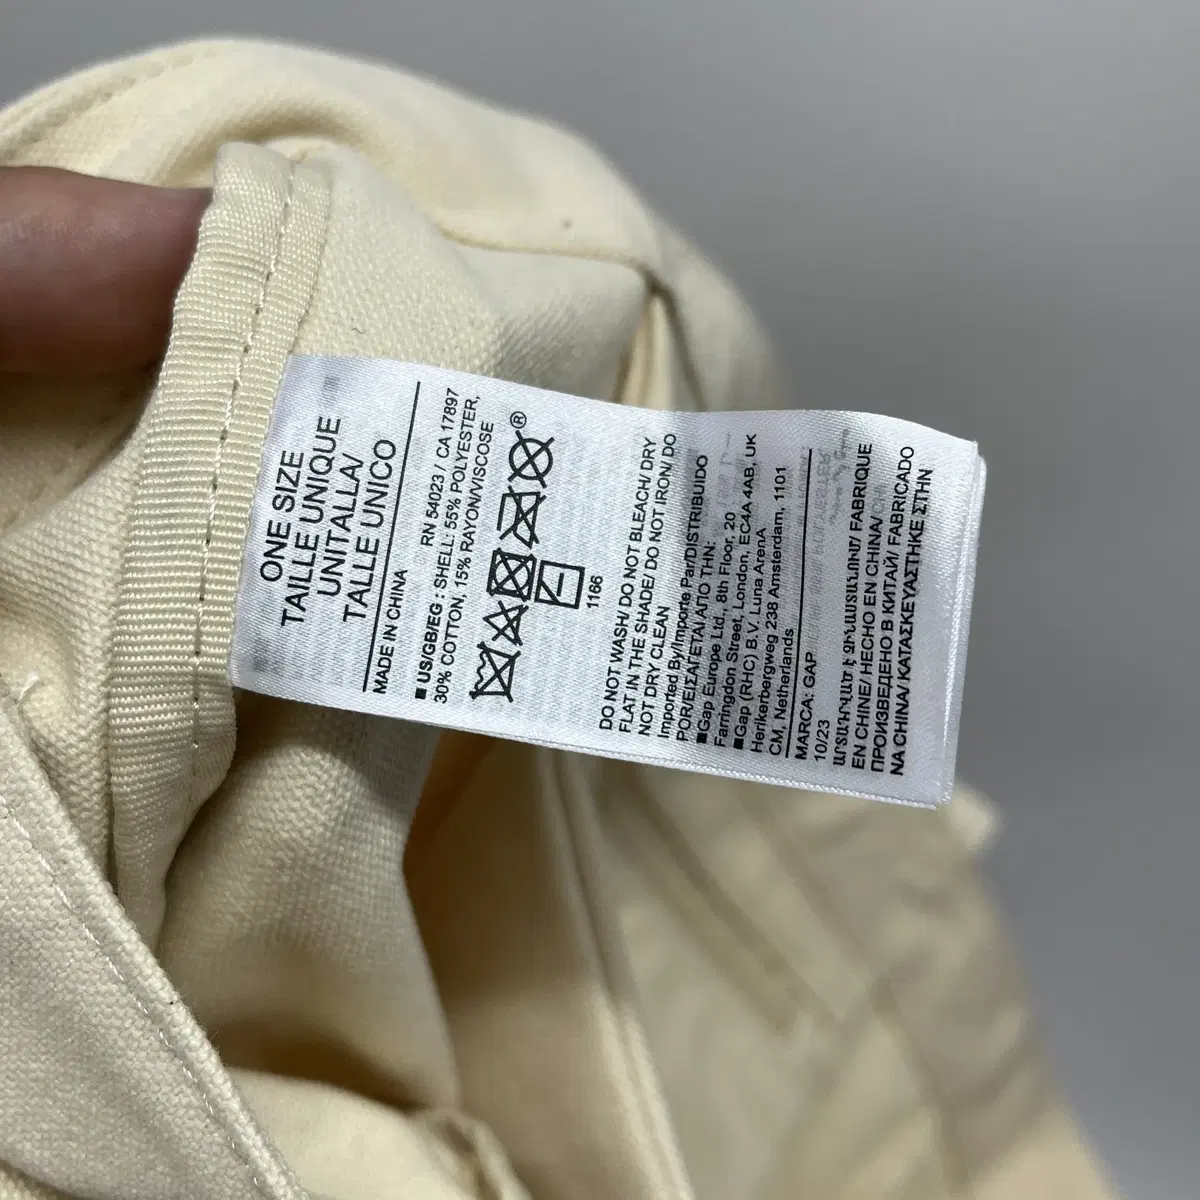 ONE SIZE
TAILLE UNIQUE
UNITALLA/
TALLE UNICO
MADE IN CHINA
RN 54023 / CA 17897
■ US/GB/EG : SHELL: 55% POLYESTER,
30% COTTON, 15% RAYON/VISCOSE
®
1166
DO NOT WASH/ DO NOT BLEACH/ DRY
FLAT IN THE SHADE/ DO NOT IRON/ DO
NOT DRY CLEAN
Imported By/Importe Par/DISTRIBUIDO
POR/ΕΙΣΑΓΕΤΑΙ ΑΠΟ ΤΗΝ:
■Gap Europe Ltd., 8th Floor, 20
Farringdon Street, London, EC4A 4AB, UK
■Gap (RHC) B.V. Luna ArenA
Herikerbergweg 238 Amsterdam, 1101
CM, Netherlands
MARCA: GAP
10/23
ԱՐՏԱԴՐՎԱԾ Է ՉԻՆԱՍՏԱՆՈՒՄ/ FABRIQUE
EN CHINE/ HECHO EN CHINA/
ПРОИЗВЕДЕНО В КИТАЙ/ FABRICADO
NA CHINA/ ΚΑΤΑΣΚΕΥΑΣΤΗΚΕ ΣΤΗΝ